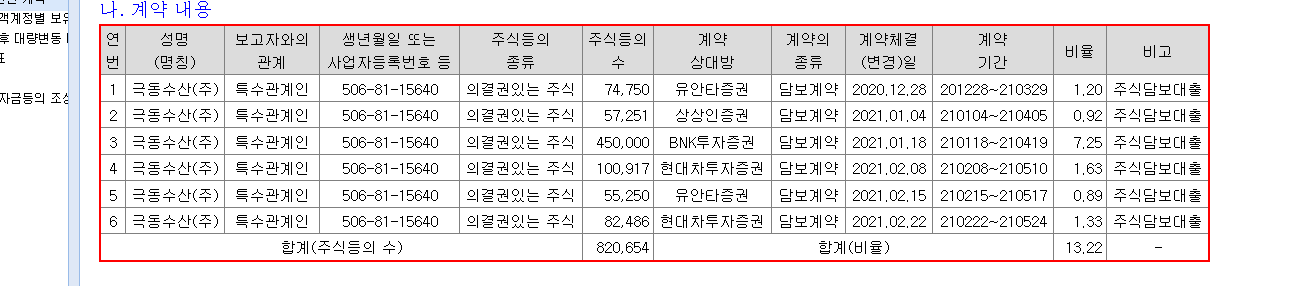 객계정별 보유
후 대량변동 내
표
자금등의 조성
나. 계약 내용
연번 성명(명칭) 보고자와의 관계 생년월일 또는 사업자등록번호 등 주식등의 종류 주식등의 수 계약 상대방 계약의 종류 계약체결(변경)일 계약 기간 비율 비고
1 극동수산(주) 특수관계인 506-81-15640 의결권있는 주식 74,750 유안타증권 담보계약 2020.12.28 201228~210329 1.20 주식담보대출
2 극동수산(주) 특수관계인 506-81-15640 의결권있는 주식 57,251 상상인증권 담보계약 2021.01.04 210104~210405 0.92 주식담보대출
3 극동수산(주) 특수관계인 506-81-15640 의결권있는 주식 450,000 BNK투자증권 담보계약 2021.01.18 210118~210419 7.25 주식담보대출
4 극동수산(주) 특수관계인 506-81-15640 의결권있는 주식 100,917 현대차투자증권 담보계약 2021.02.08 210208~210510 1.63 주식담보대출
5 극동수산(주) 특수관계인 506-81-15640 의결권있는 주식 55,250 유안타증권 담보계약 2021.02.15 210215~210517 0.89 주식담보대출
6 극동수산(주) 특수관계인 506-81-15640 의결권있는 주식 82,486 현대차투자증권 담보계약 2021.02.22 210222~210524 1.33 주식담보대출
합계(주식등의 수) 820,654 합계(비율) 13.22 -